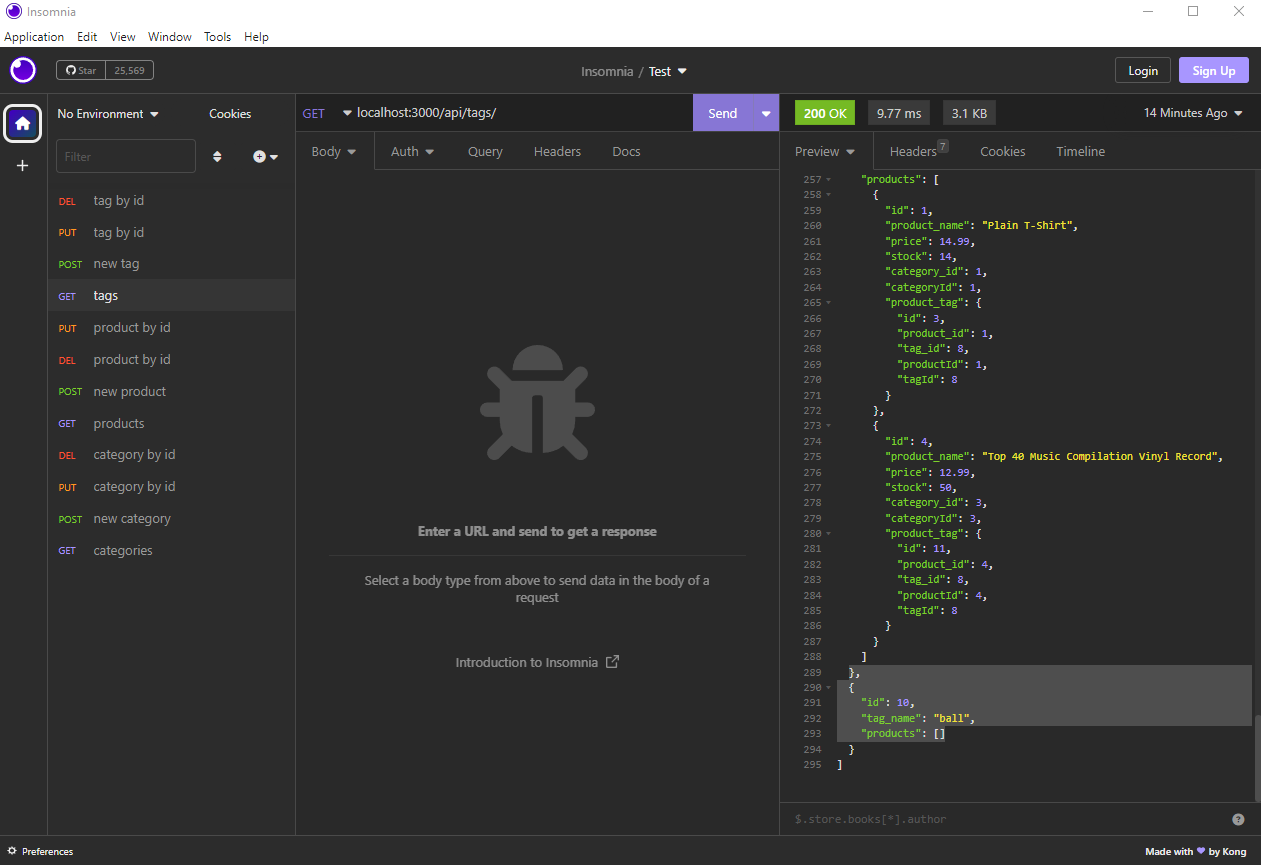 Insomnia
Application Edit View Window Tools Help
Star 25,569
Insomnia / Test
Login Sign Up
No Environment Cookies
Filter
DEL tag by id
PUT tag by id
POST new tag
GET tags
PUT product by id
DEL product by id
POST new product
GET products
DEL category by id
PUT category by id
POST new category
GET categories
GET localhost:3000/api/tags/ Send
Body Auth Query Headers Docs
Enter a URL and send to get a response
Select a body type from above to send data in the body of a
request
Introduction to Insomnia
200 OK 9.77 ms 3.1 KB 14 Minutes Ago
Preview Headers 7 Cookies Timeline
257 "products": [
258 {
259 "id": 1,
260 "product_name": "Plain T-Shirt",
261 "price": 14.99,
262 "stock": 14,
263 "category_id": 1,
264 "categoryId": 1,
265 "product_tag": {
266 "id": 3,
267 "product_id": 1,
268 "tag_id": 8,
269 "productId": 1,
270 "tagId": 8
271 }
272 },
273 {
274 "id": 4,
275 "product_name": "Top 40 Music Compilation Vinyl Record",
276 "price": 12.99,
277 "stock": 50,
278 "category_id": 3,
279 "categoryId": 3,
280 "product_tag": {
281 "id": 11,
282 "product_id": 4,
283 "tag_id": 8,
284 "productId": 4,
285 "tagId": 8
286 }
287 }
288 ]
289 },
290 {
291 "id": 10,
292 "tag_name": "ball",
293 "products": []
294 }
295 ]
$.store.books[*].author ?
Preferences
Made with ♥ by Kong